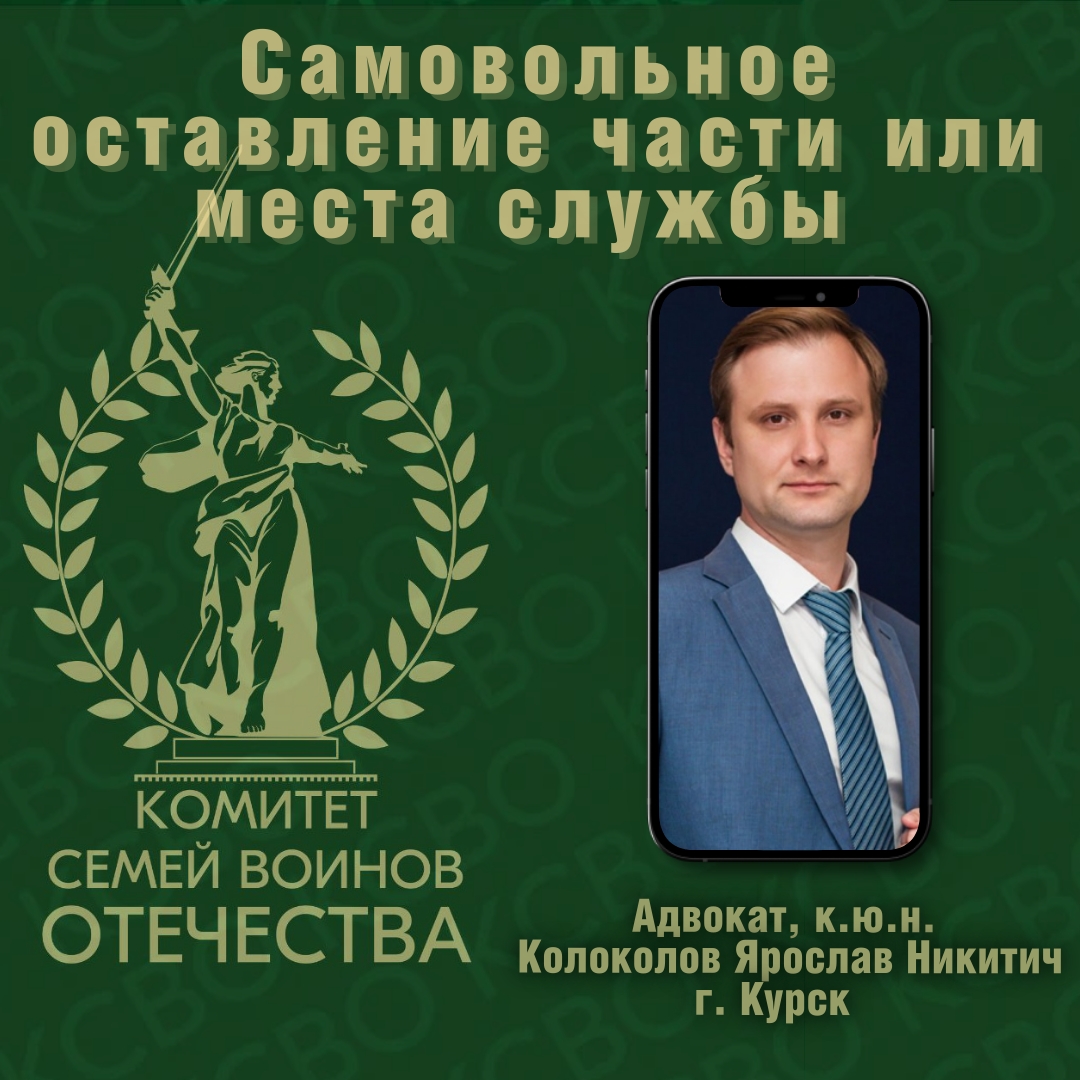 Самовольное
оставление части или
места службы
КОМИТЕТ
СЕМЕЙ ВОИНОВ
ОТЕЧЕСТВА
Адвокат, к.ю.н.
Колоколов Ярослав Никитич
г. Курск